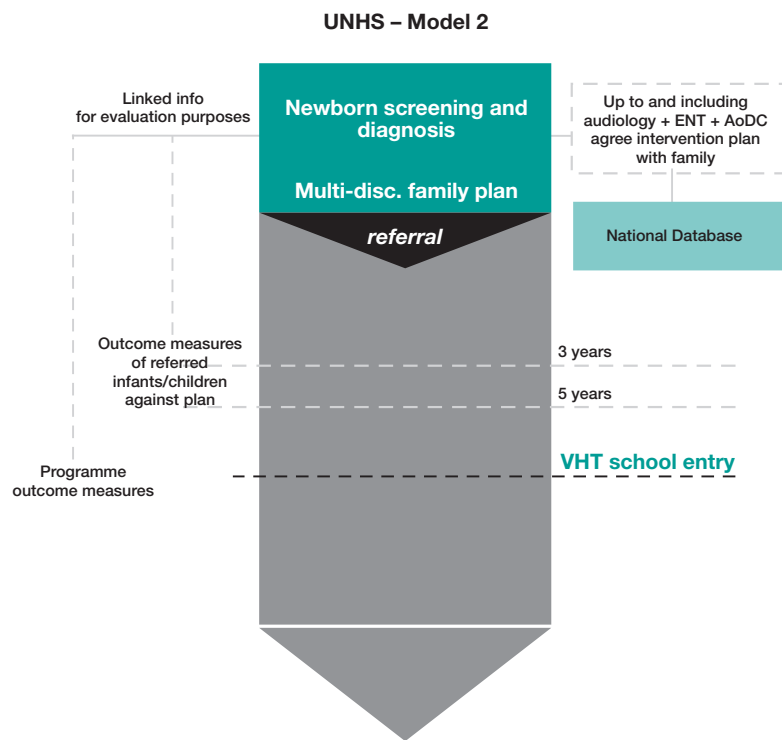 UNHS – Model 2
Linked info
for evaluation purposes
Newborn screening and
diagnosis
Multi-disc. family plan
referral
Up to and including
audiology + ENT + AoDC
agree intervention plan
with family
National Database
Outcome measures
of referred
infants/children
against plan
3 years
5 years
VHT school entry
Programme
outcome measures